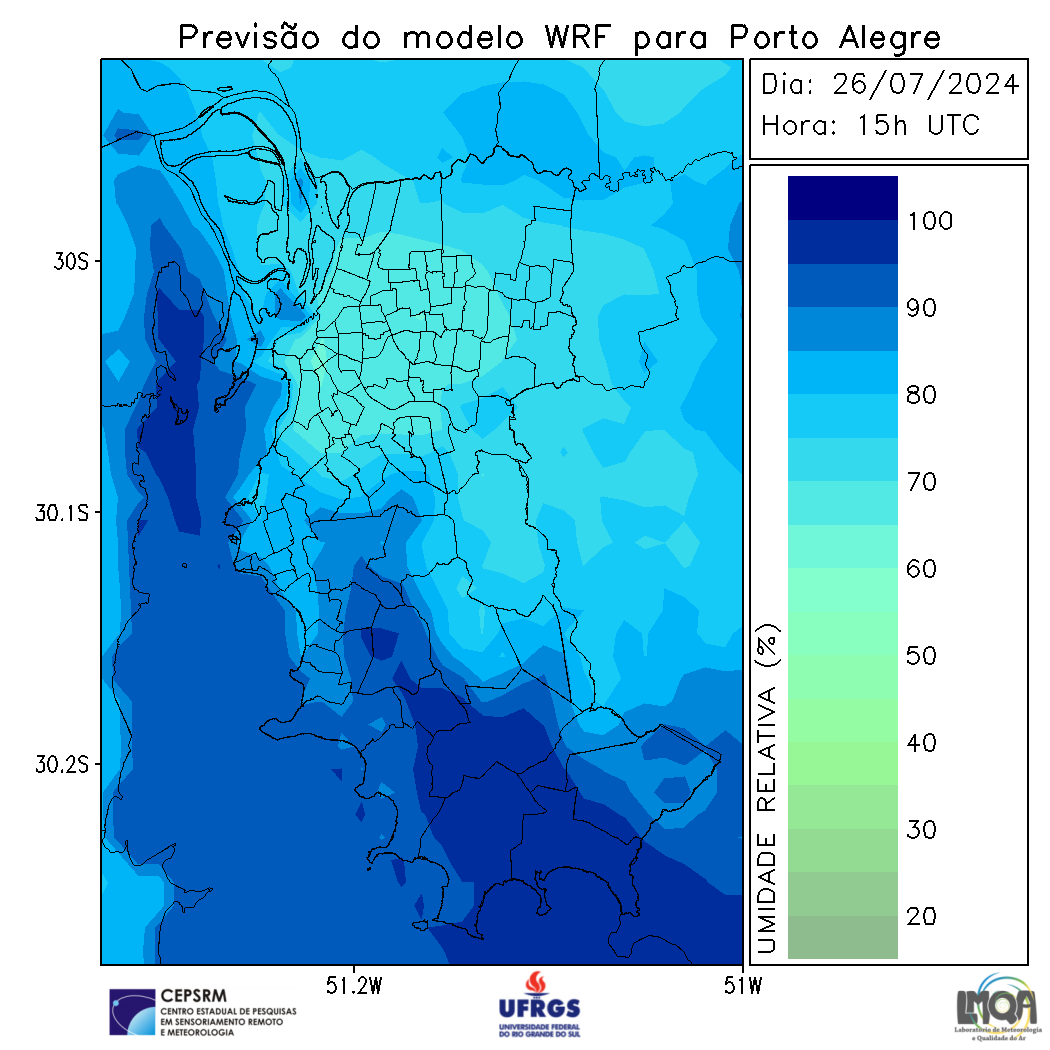 Previsão do modelo WRF para Porto Alegre
Dia: 26/07/2024
Hora: 15h UTC
30S
30.1S
30.2S
51.2W
51W
UMIDADE RELATIVA (%)
100
90
80
70
60
50
40
30
20
CEPSRM
CENTRO ESTADUAL DE PESQUISAS
EM SENSORIAMENTO REMOTO
E METEOROLOGIA
UFRGS
UNIVERSIDADE FEDERAL
DO RIO GRANDE DO SUL
LMQA
Laboratório de Meteorologia
e Qualidade do Ar